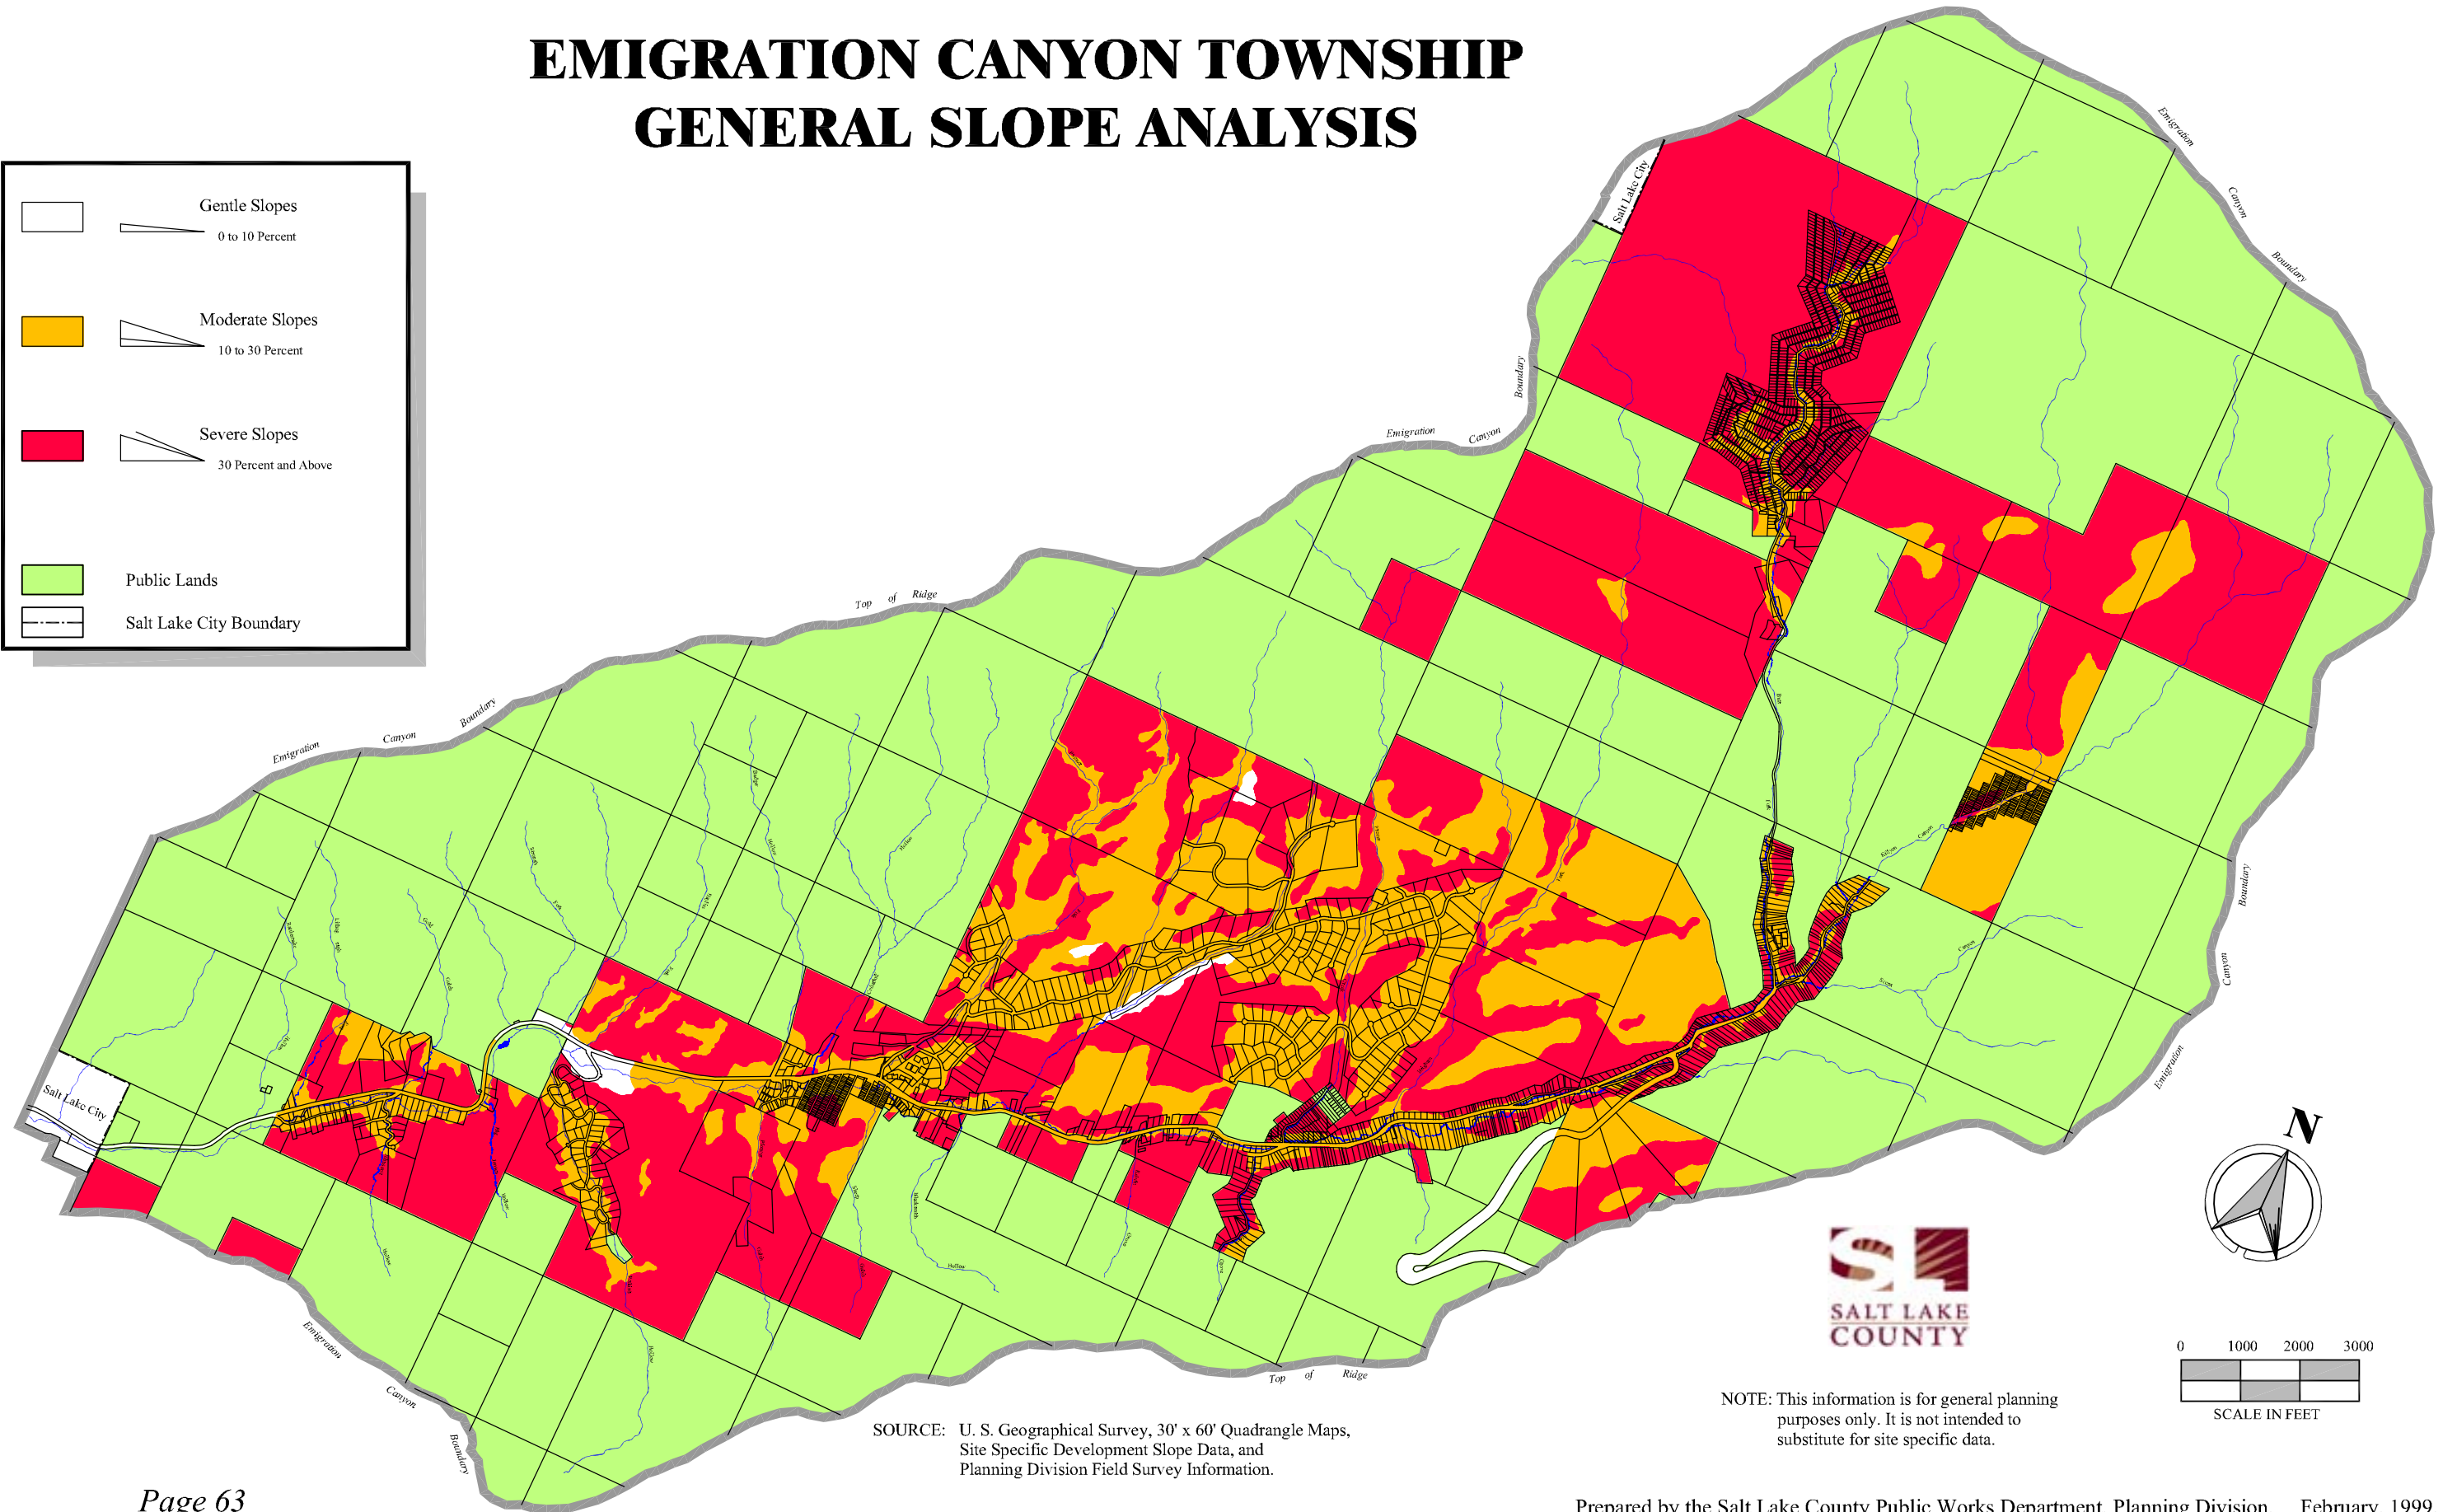 EMIGRATION CANYON TOWNSHIP
GENERAL SLOPE ANALYSIS
Gentle Slopes
0 to 10 Percent
Moderate Slopes
10 to 30 Percent
Severe Slopes
30 Percent and Above
Public Lands
Salt Lake City Boundary
Salt Lake City
Emigration
Canyon
Boundary
Boundary
Emigration
Canyon
Top of Ridge
Emigration
Canyon
Boundary
Salt Lake City
Boundary
Canyon
Emigration
Emigration
Canyon
Boundary
Top of Ridge
N
SALT LAKE
COUNTY
0 1000 2000 3000
SCALE IN FEET
NOTE: This information is for general planning
purposes only. It is not intended to
substitute for site specific data.
SOURCE: U. S. Geographical Survey, 30' x 60' Quadrangle Maps,
Site Specific Development Slope Data, and
Planning Division Field Survey Information.
Page 63
Prepared by the Salt Lake County Public Works Department, Planning Division February, 1999